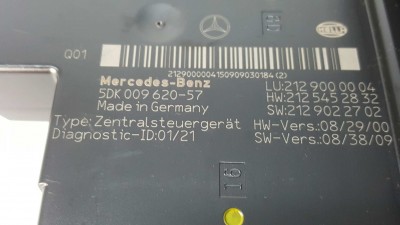 HELLA
Q01
2129000004150909030184(2)
Mercedes-Benz LU:212 900 00 04
5DK 009 620-57 HW:212 545 28 32
Made in Germany SW:212 902 27 02
Type: Zentralsteuergerät HW-Vers.:08/29/00
Diagnostic-ID:01/21 SW-Vers.:08/38/09